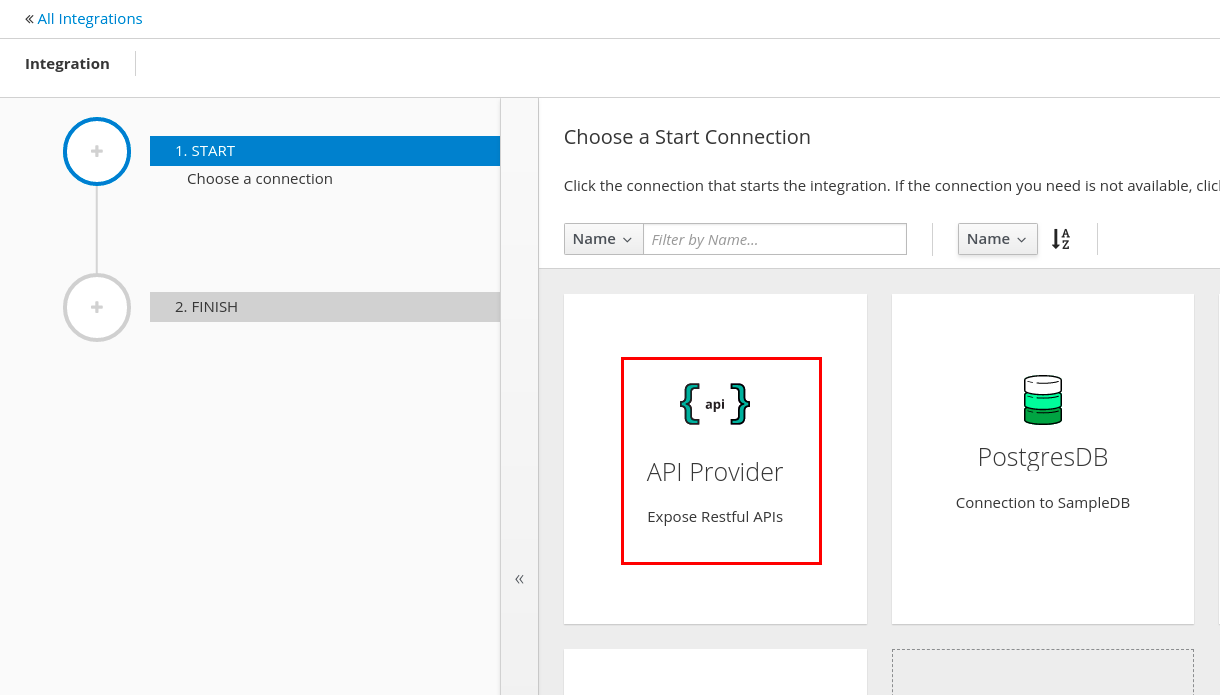 « All Integrations
Integration
1. START
Choose a connection
2. FINISH
«
Choose a Start Connection
Click the connection that starts the integration. If the connection you need is not available,
Name
Filter by Name...
Name
A
Z
{ api }
API Provider
Expose Restful APIs
PostgresDB
Connection to SampleDB